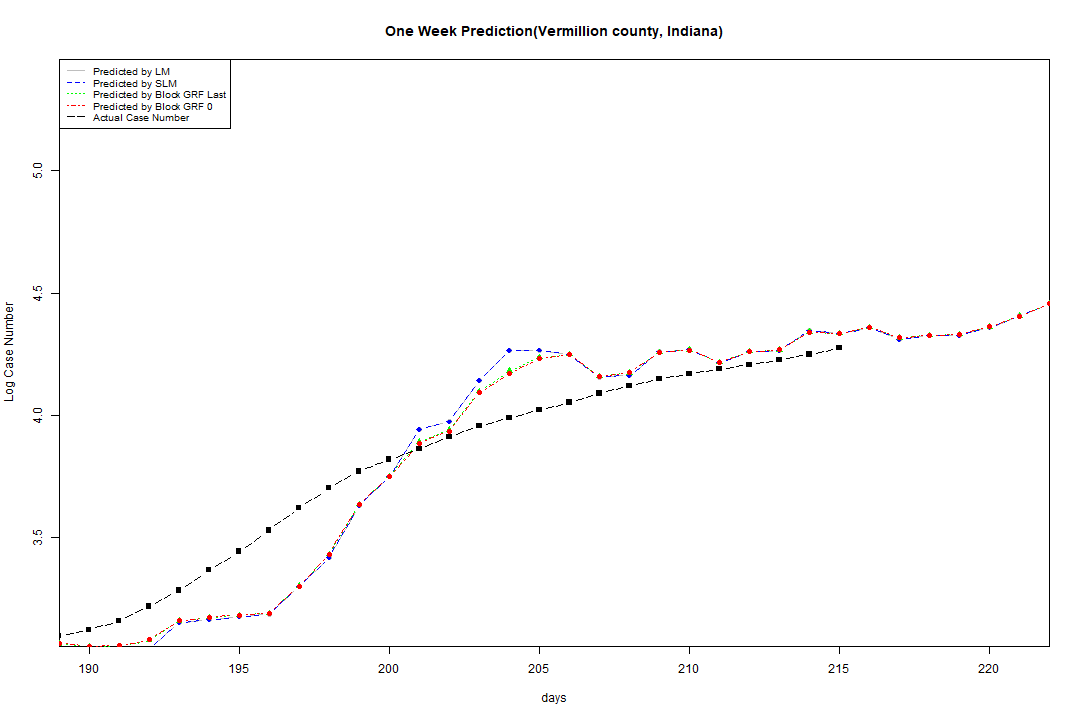 One Week Prediction(Vermillion county, Indiana)
Predicted by LM
Predicted by SLM
Predicted by Block GRF Last
Predicted by Block GRF 0
Actual Case Number
5.0
4.5
4.0
3.5
Log Case Number
190 195 200 205 210 215 220
days